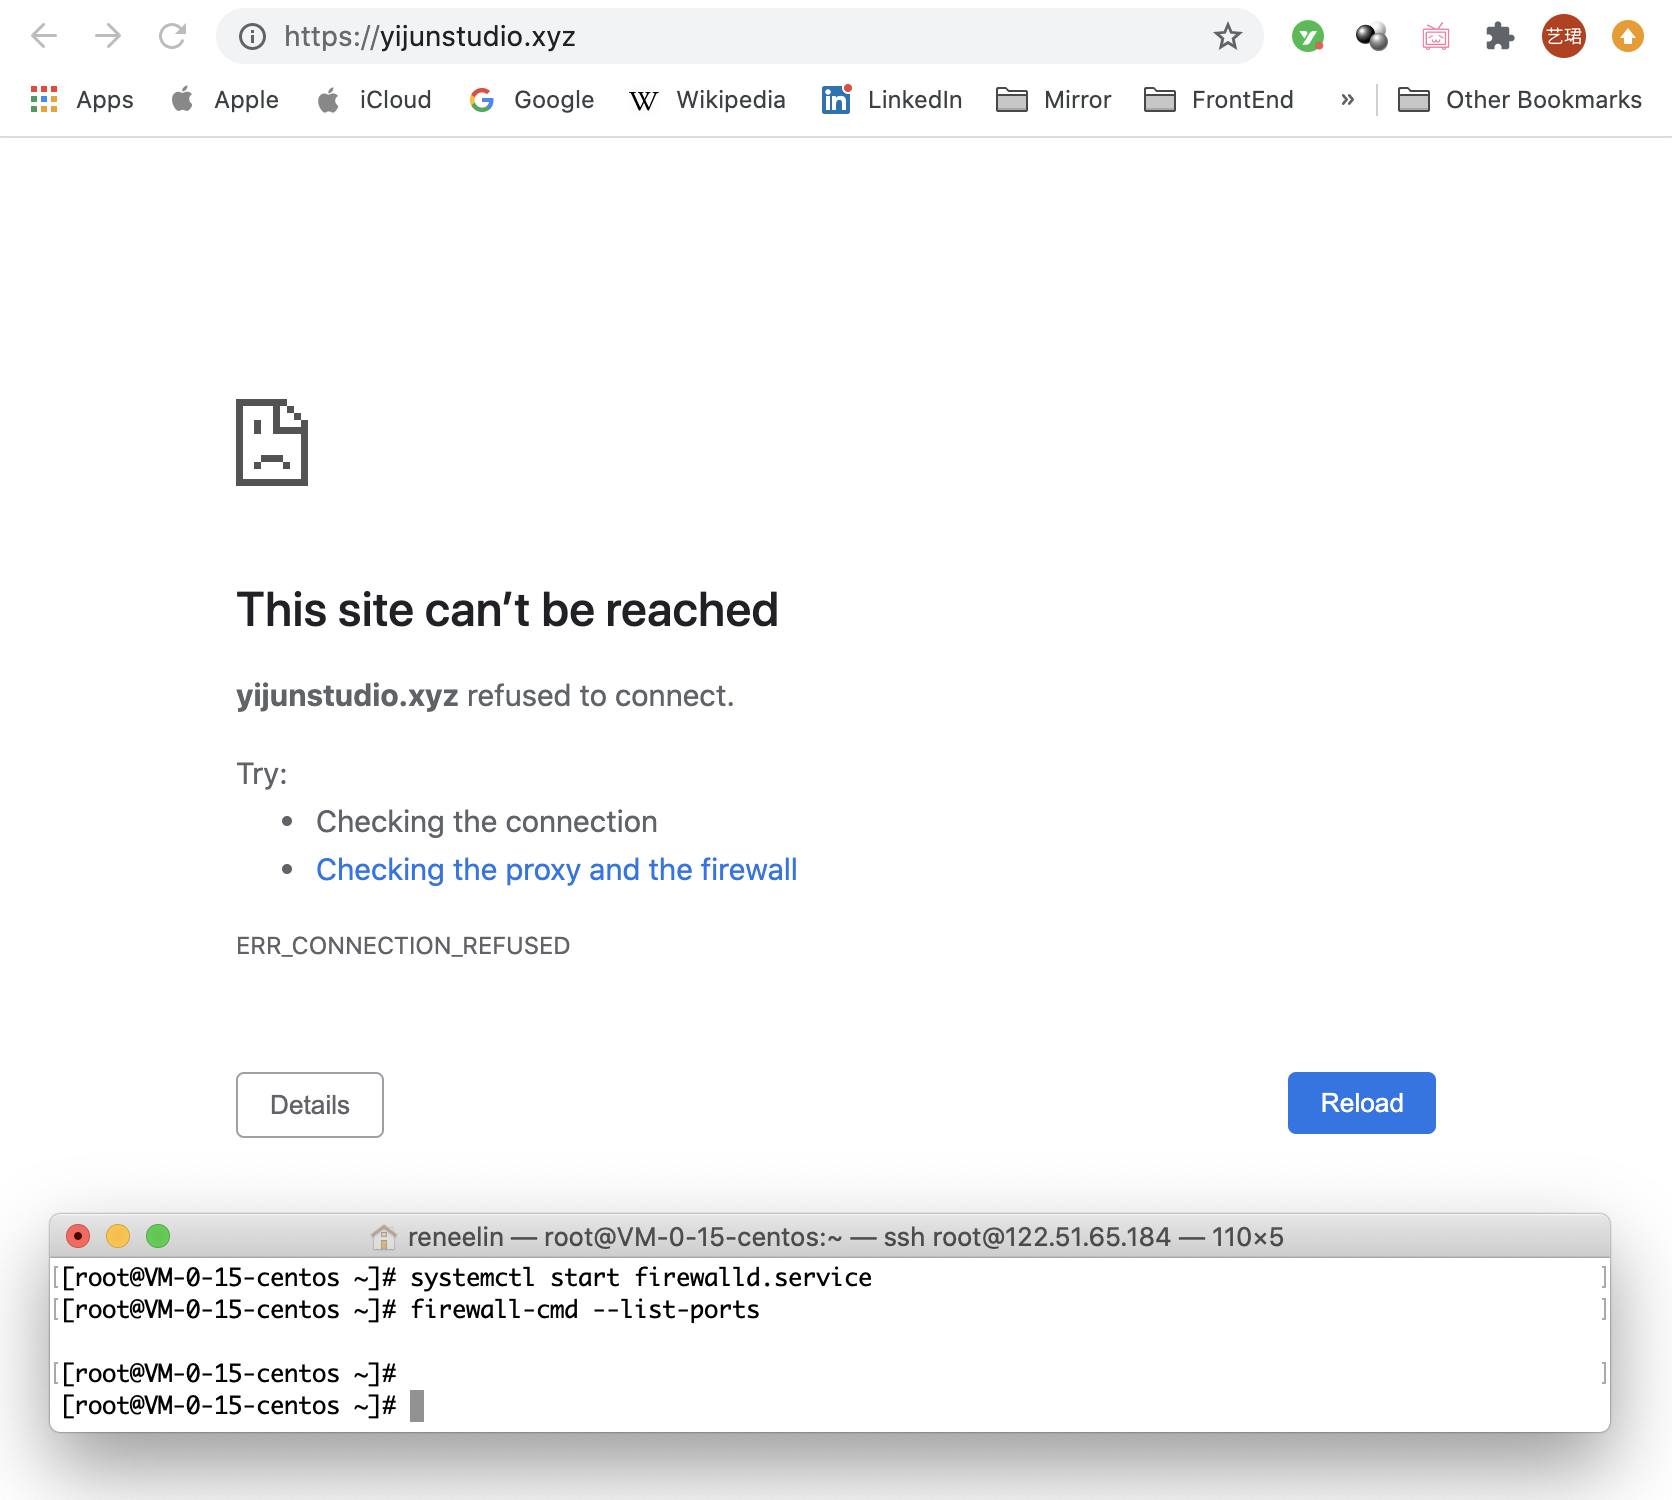 https://yijunstudio.xyz
艺珺
Apps Apple iCloud G Google W Wikipedia in LinkedIn Mirror FrontEnd » Other Bookmarks
This site can't be reached
yijunstudio.xyz refused to connect.
Try:
• Checking the connection
• Checking the proxy and the firewall
ERR_CONNECTION_REFUSED
Details Reload
reneelin — root@VM-0-15-centos:~ — ssh root@122.51.65.184 — 110×5
[[root@VM-0-15-centos ~]# systemctl start firewalld.service ]
[[root@VM-0-15-centos ~]# firewall-cmd --list-ports ]
[[root@VM-0-15-centos ~]# ]
[root@VM-0-15-centos ~]#